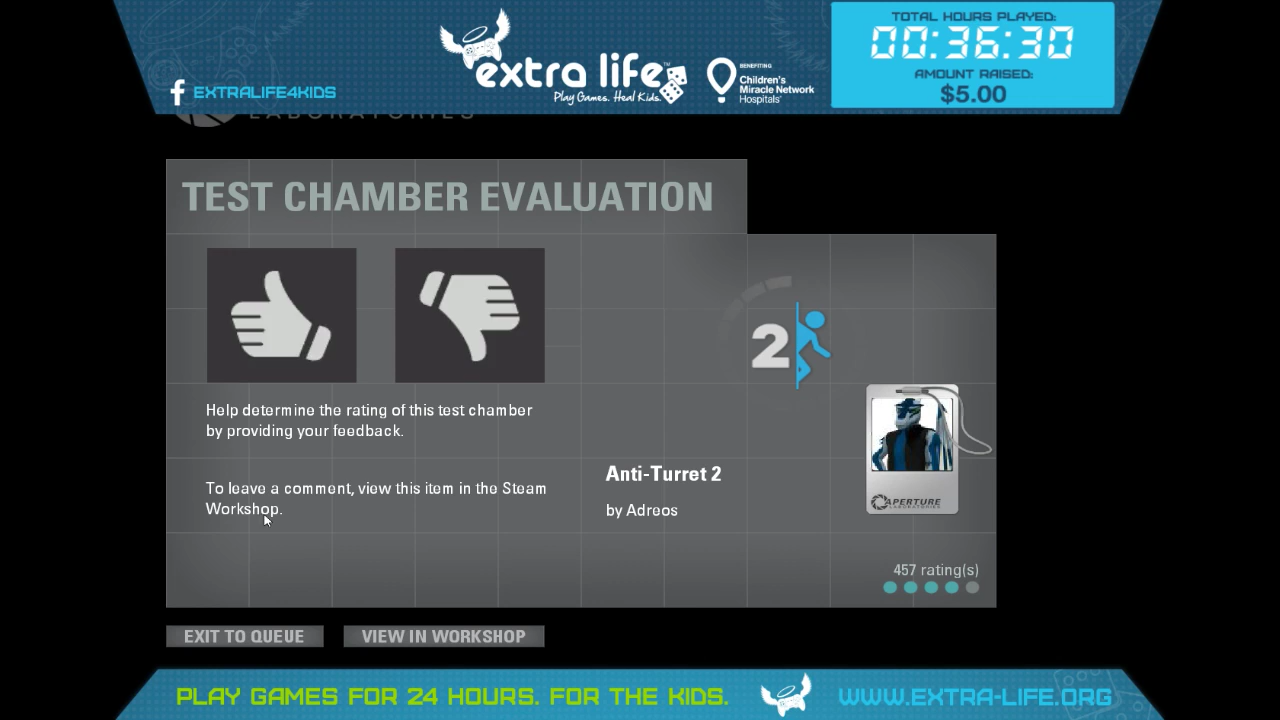 TOTAL HOURS PLAYED:
00:36:30
AMOUNT RAISED:
$5.00
extra life™
Play Games. Heal Kids.
BENEFITING
Children's
Miracle Network
Hospitals
EXTRALIFE4KIDS
LABORATORIES
TEST CHAMBER EVALUATION
Help determine the rating of this test chamber
by providing your feedback.
To leave a comment, view this item in the Steam
Workshop.
2
Anti-Turret 2
by Adreos
APERTURE
LABORATORIES
457 rating(s)
EXIT TO QUEUE
VIEW IN WORKSHOP
PLAY GAMES FOR 24 HOURS. FOR THE KIDS.
WWW.EXTRA-LIFE.ORG